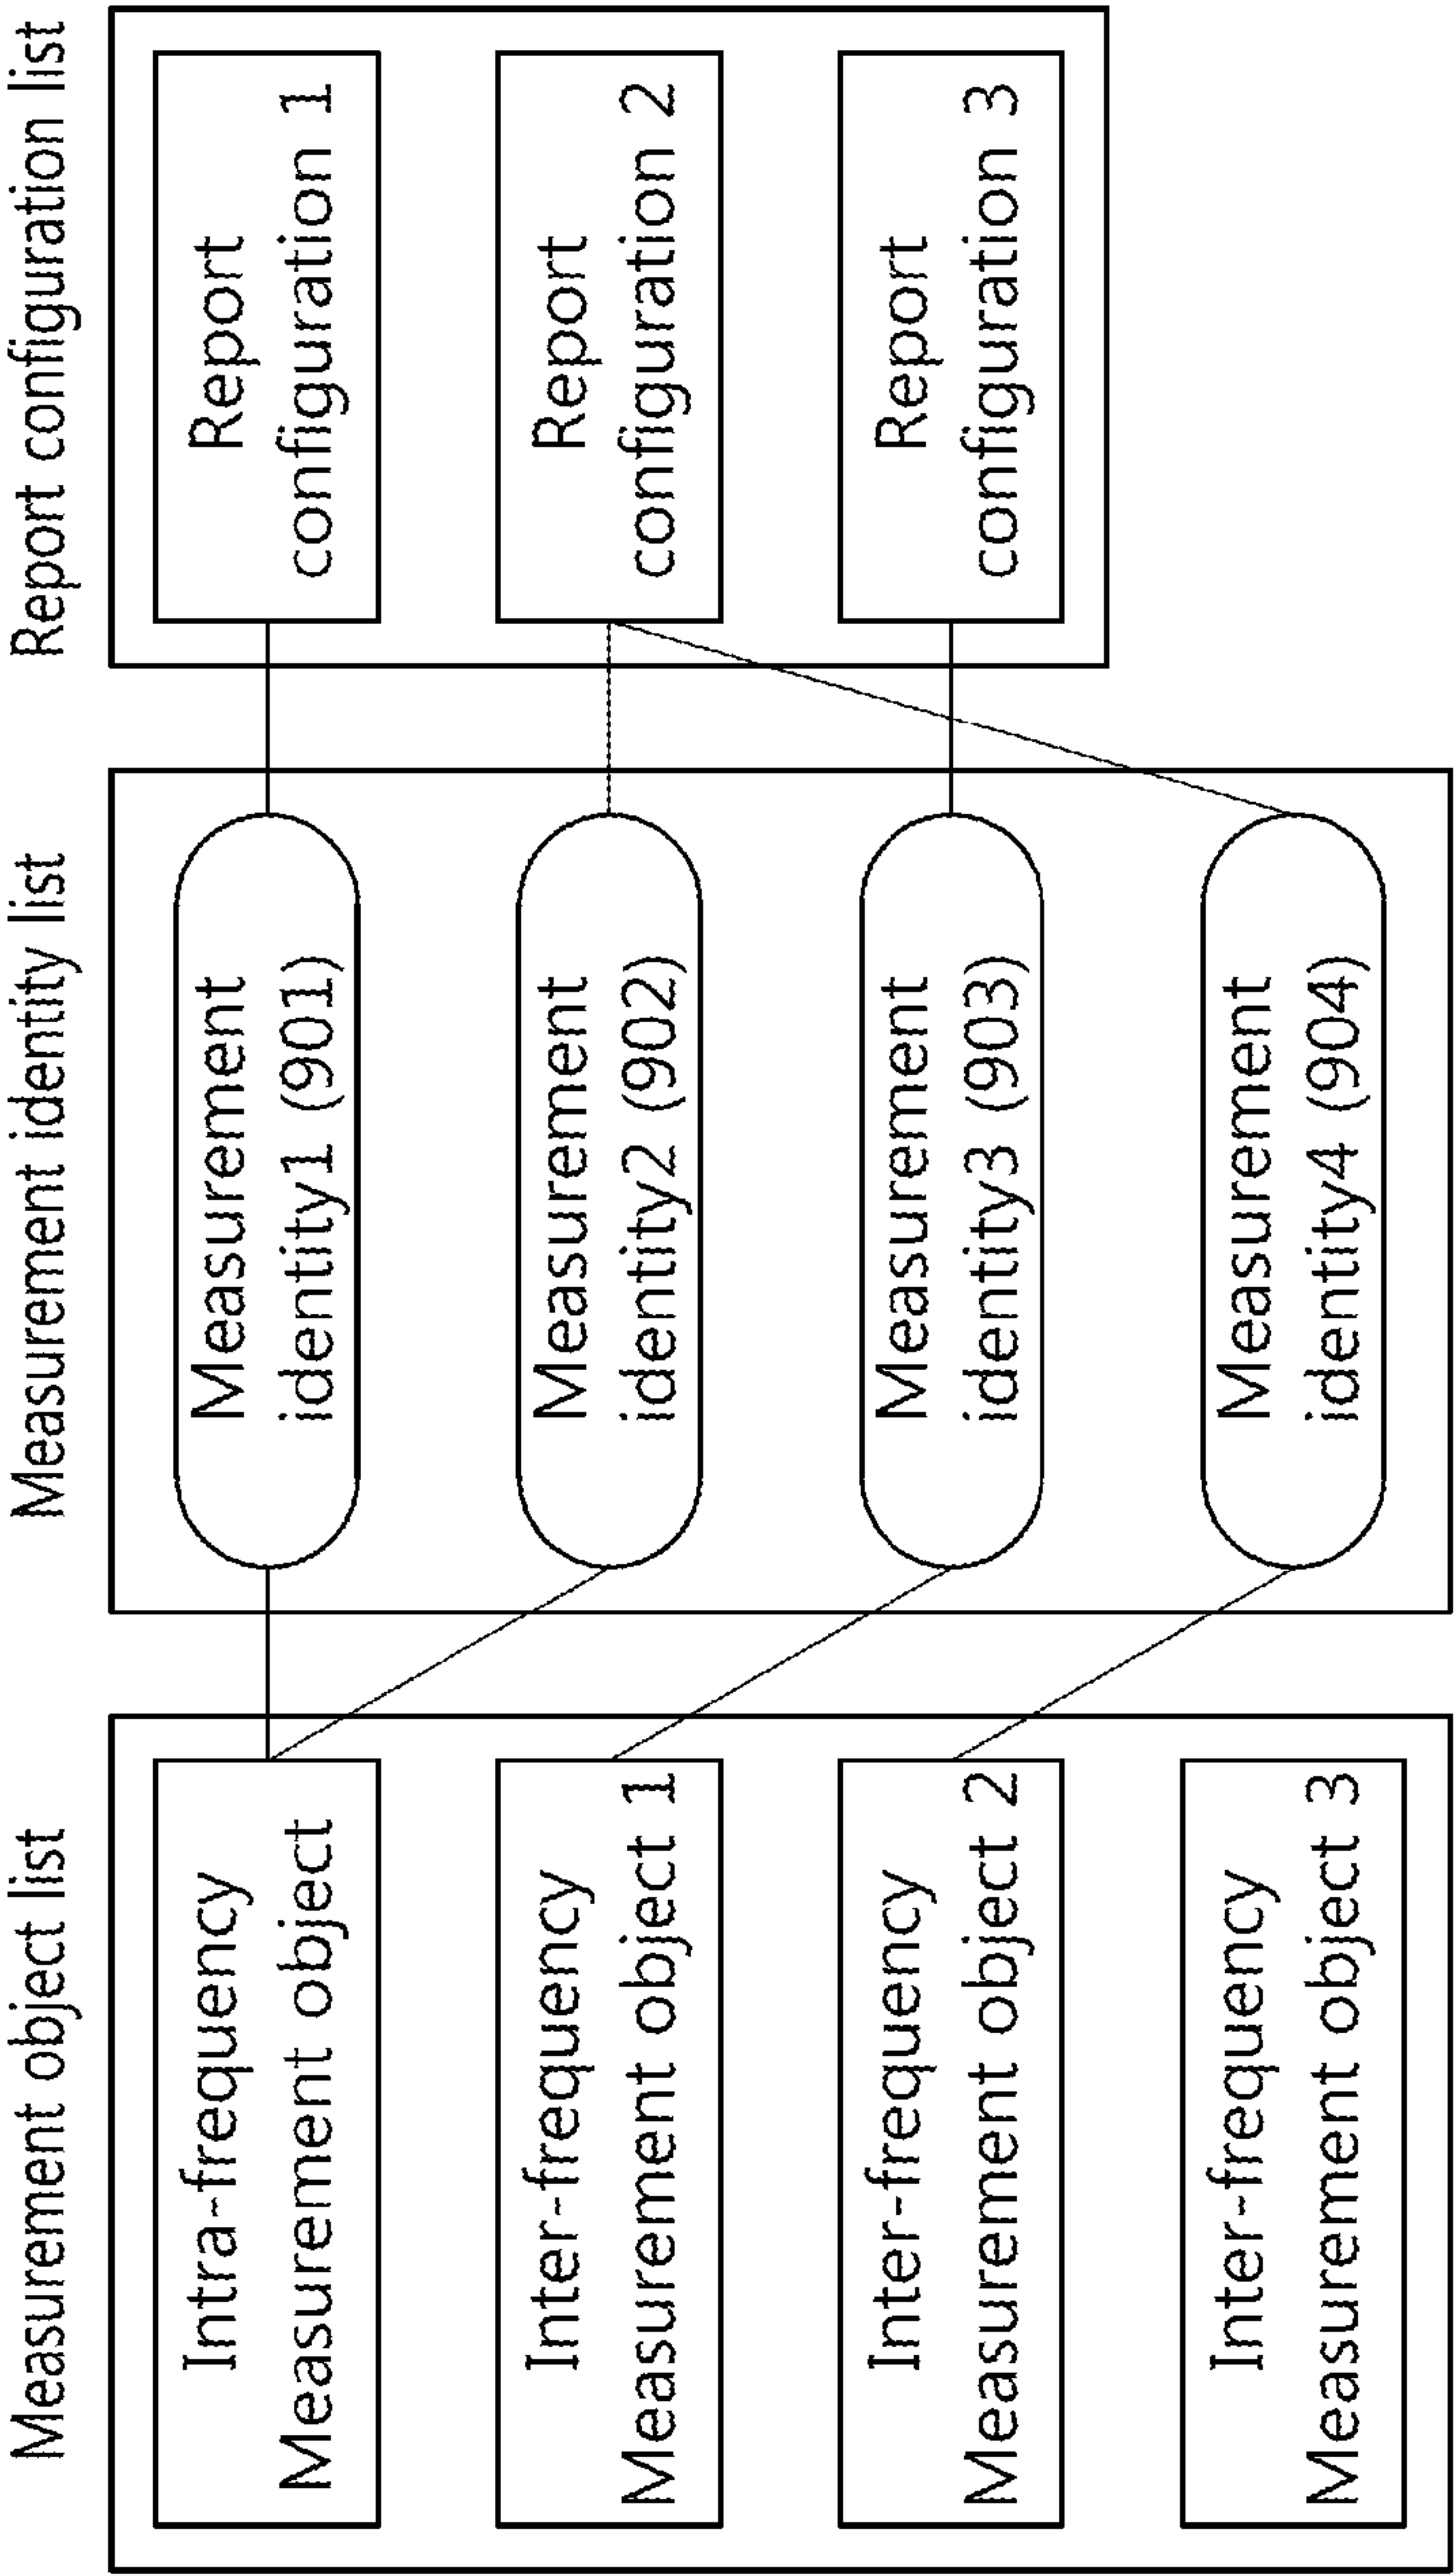 Measurement object list
Intra-frequency
Measurement object
Inter-frequency
Measurement object 1
Inter-frequency
Measurement object 2
Inter-frequency
Measurement object 3
Measurement identity list
Measurement
identity1 (901)
Measurement
identity2 (902)
Measurement
identity3 (903)
Measurement
identity4 (904)
Report configuration list
Report
configuration 1
Report
configuration 2
Report
configuration 3